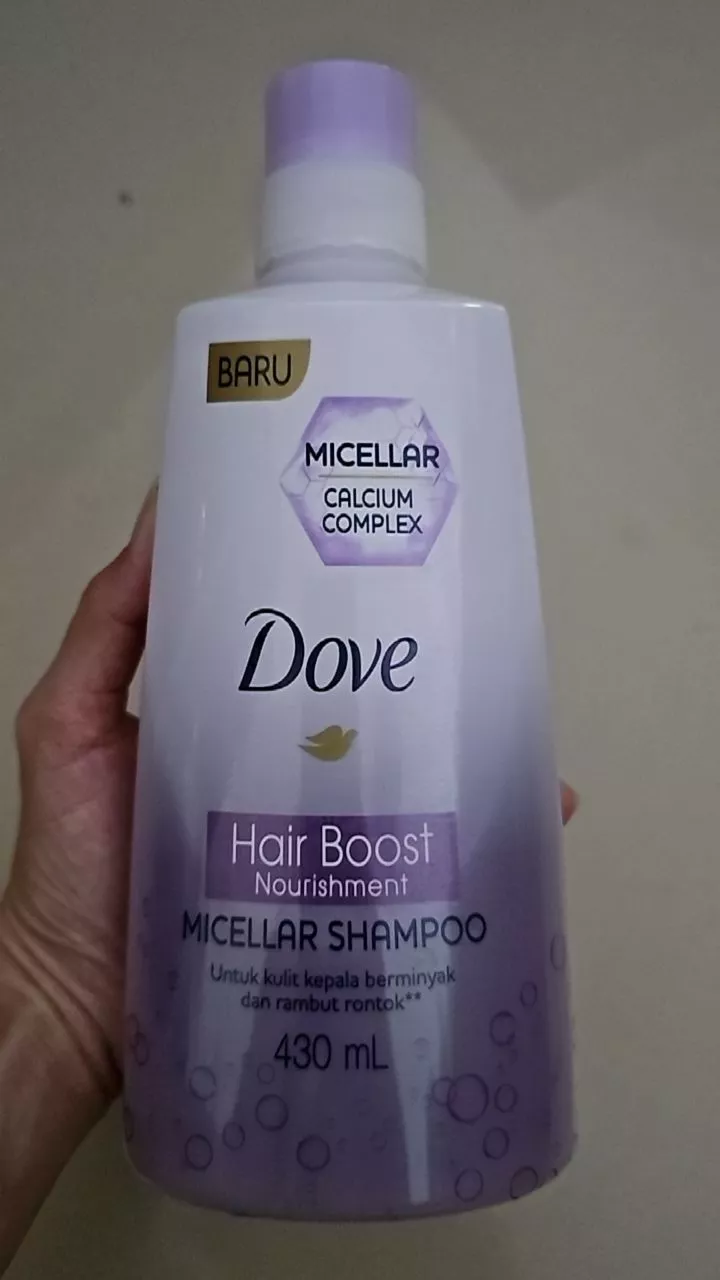 BARU
MICELLAR
CALCIUM
COMPLEX
Dove
Hair Boost
Nourishment
MICELLAR SHAMPOO
Untuk kulit kepala berminyak
dan rambut rontok**
430 mL